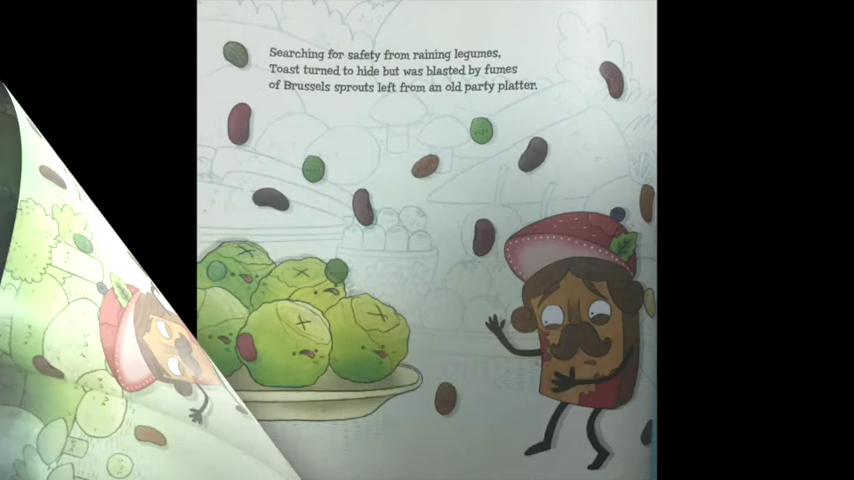 Searching for safety from raining legumes,
Toast turned to hide but was blasted by fumes
of Brussels sprouts left from an old party platter.